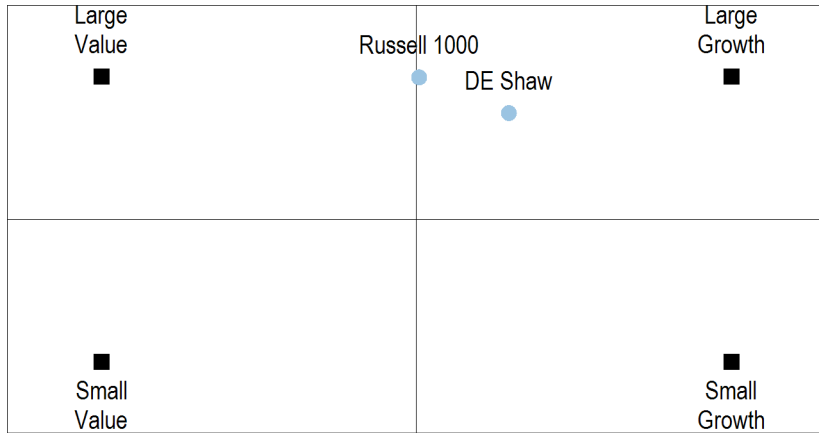 Large
Value
Russell 1000
Large
Growth
DE Shaw
Small
Value
Small
Growth